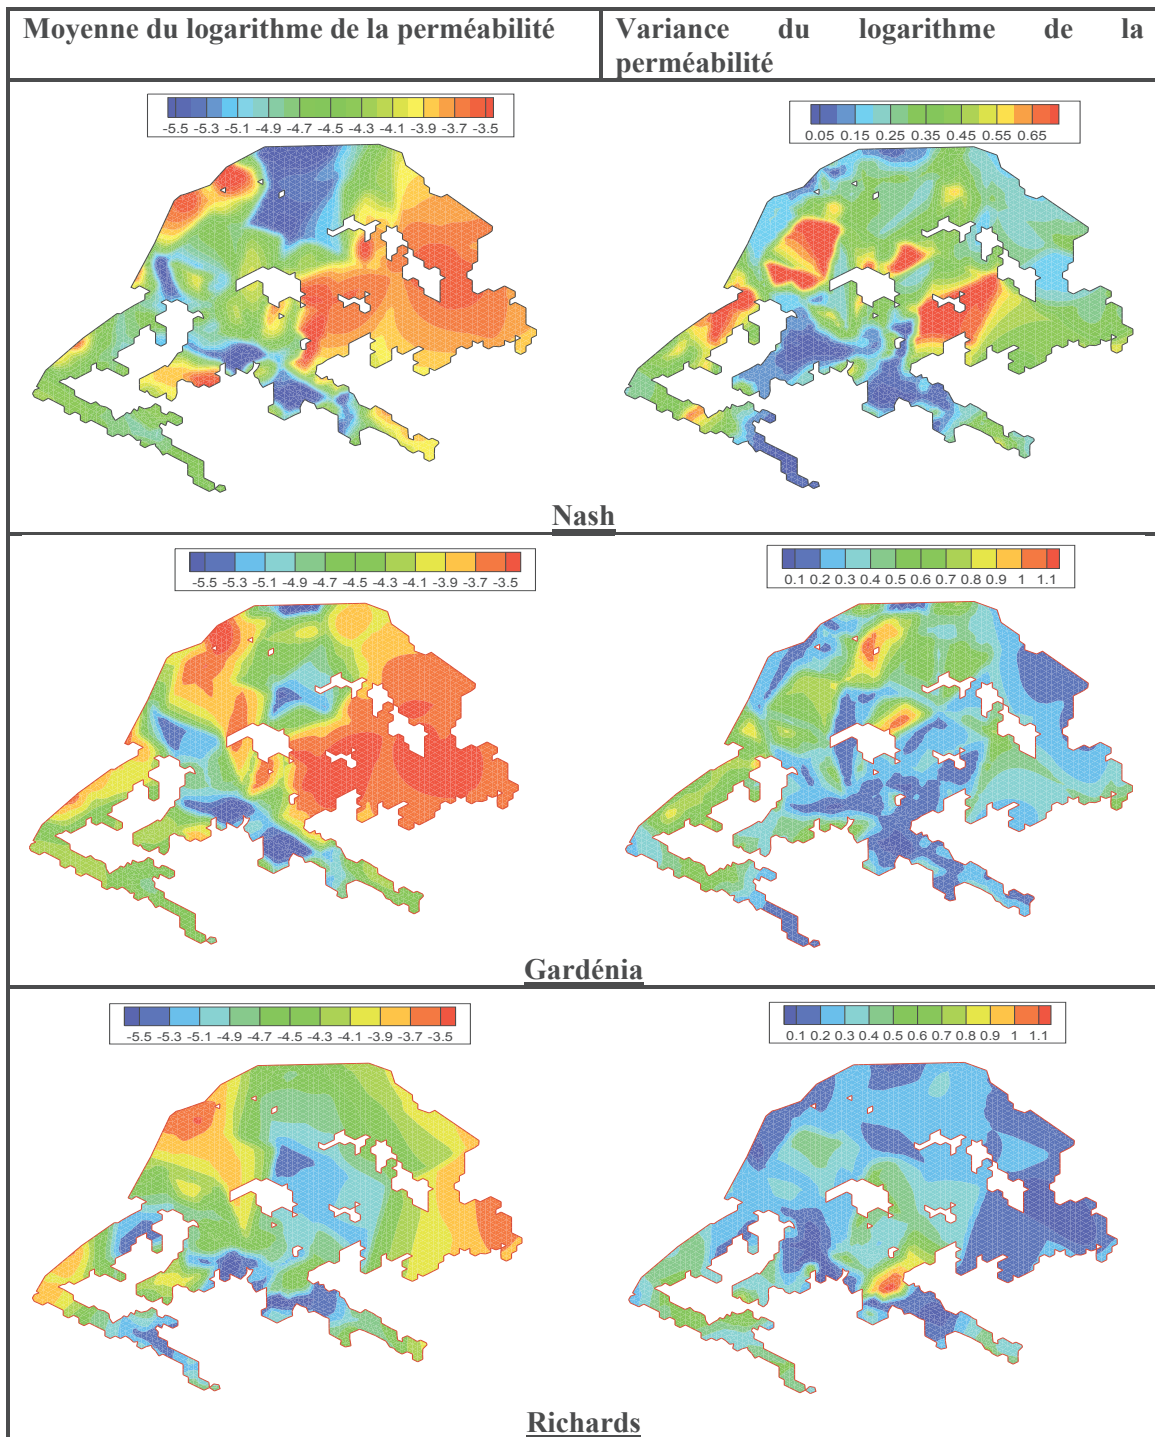 Moyenne du logarithme de la perméabilité
Variance du logarithme de la
perméabilité
-5.5 -5.3 -5.1 -4.9 -4.7 -4.5 -4.3 -4.1 -3.9 -3.7 -3.5
0.05 0.15 0.25 0.35 0.45 0.55 0.65
Nash
-5.5 -5.3 -5.1 -4.9 -4.7 -4.5 -4.3 -4.1 -3.9 -3.7 -3.5
0.1 0.2 0.3 0.4 0.5 0.6 0.7 0.8 0.9 1 1.1
Gardénia
-5.5 -5.3 -5.1 -4.9 -4.7 -4.5 -4.3 -4.1 -3.9 -3.7 -3.5
0.1 0.2 0.3 0.4 0.5 0.6 0.7 0.8 0.9 1 1.1
Richards